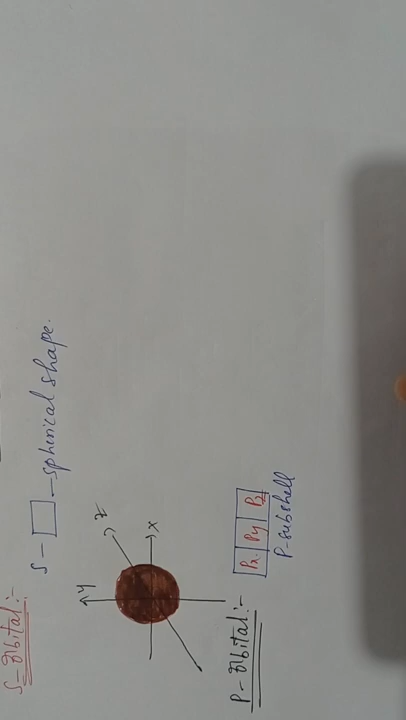 S-Orbital:-
S - - spherical shape.
Y
Z
X
P-Orbital:- Px Py Pz
P-subshell